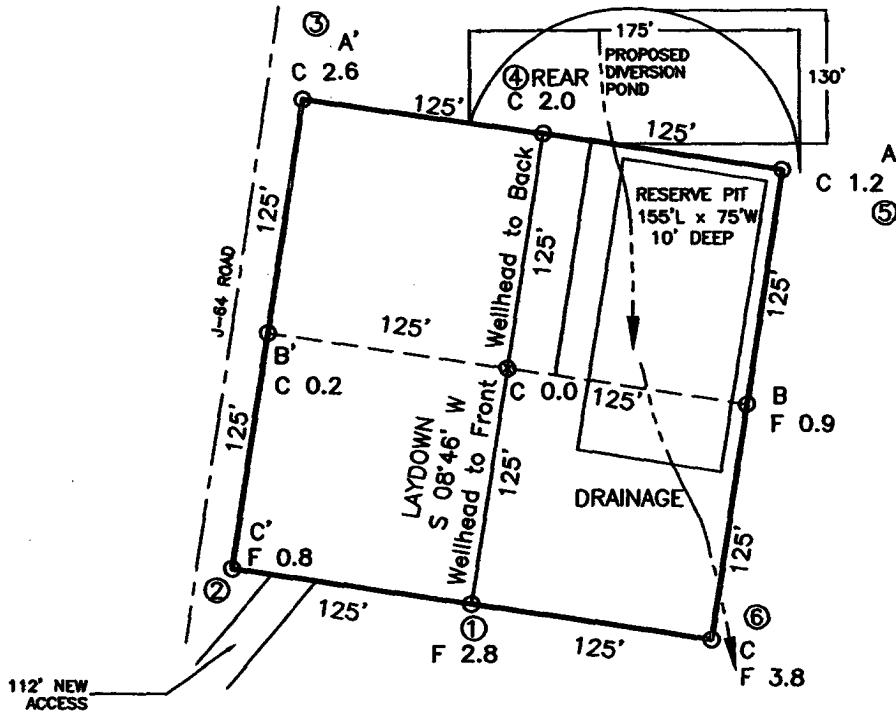 ③
A'
C 2.6
175'
PROPOSED
DIVERSION
POND
130'
④ REAR
C 2.0
125'
125'
A
C 1.2
⑤
RESERVE PIT
155'L x 75'W
10' DEEP
125'
J-64 ROAD
Wellhead to Back
125'
125'
125'
B'
C 0.2
C 0.0
125'
B
F 0.9
125'
LAYDOWN
S 08°46' W
Wellhead to Front
125'
DRAINAGE
125'
C'
F 0.8
②
125'
①
F 2.8
125'
⑥
C
F 3.8
112' NEW
ACCESS